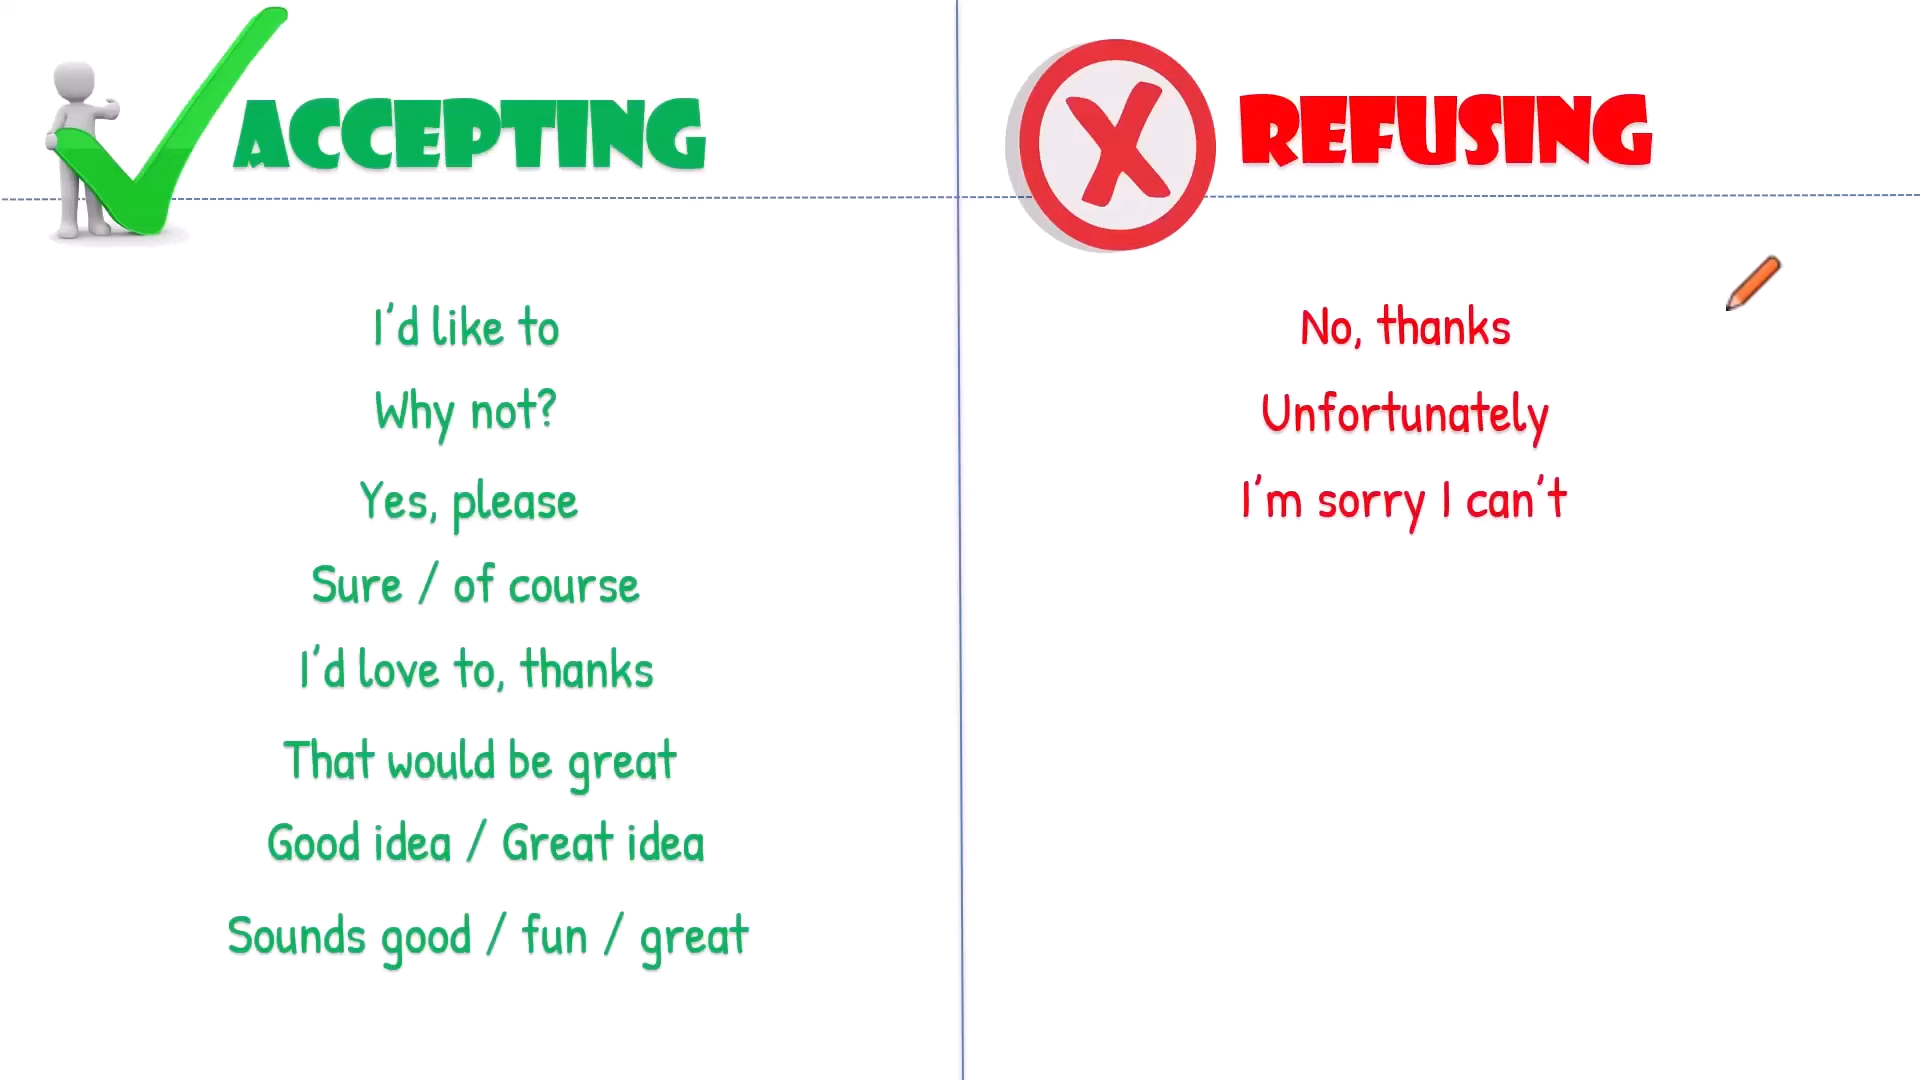 ACCEPTING
I'd like to
Why not?
Yes, please
Sure / of course
I'd love to, thanks
That would be great
Good idea / Great idea
Sounds good / fun / great
REFUSING
No, thanks
Unfortunately
I'm sorry I can't